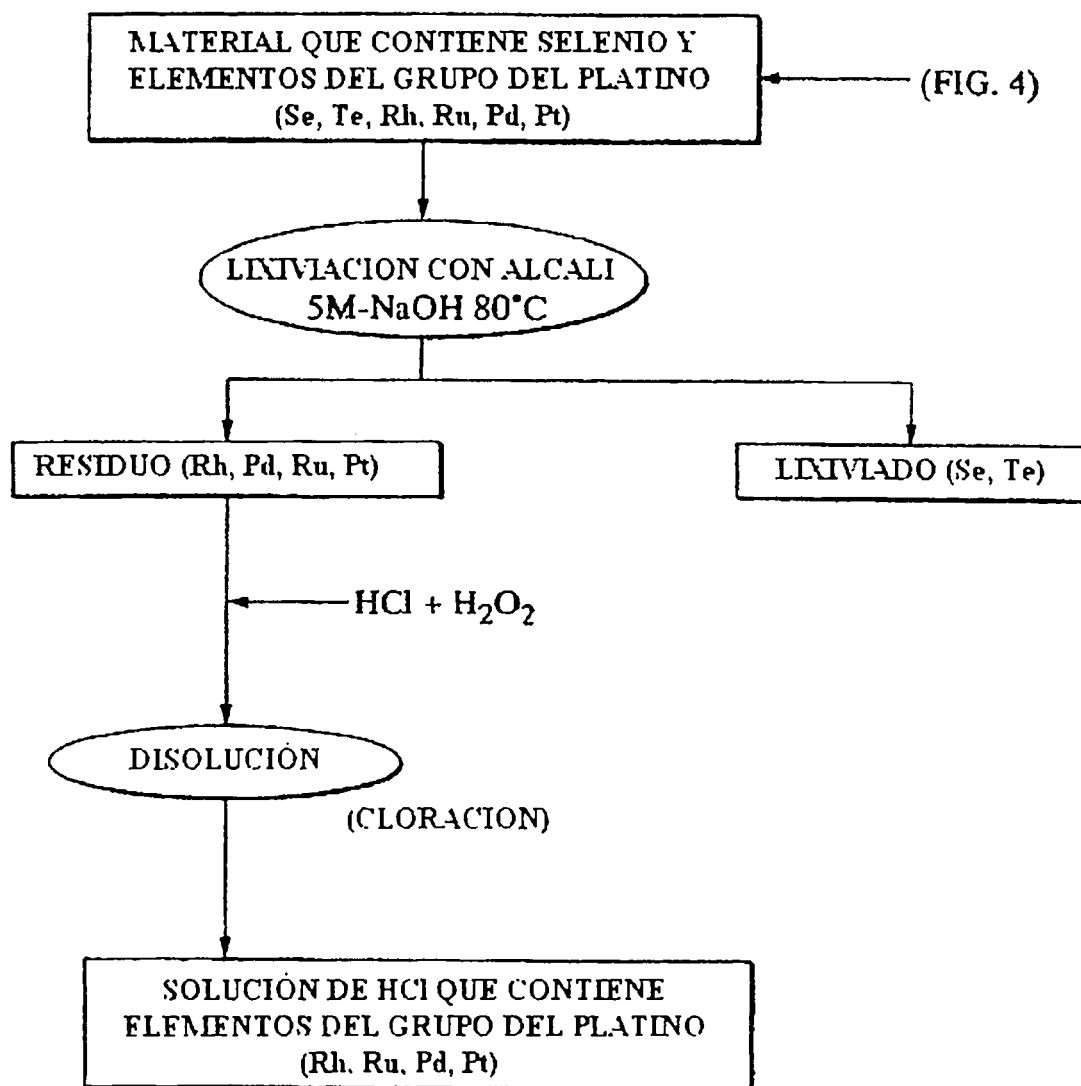 MATERIAL QUE CONTIENE SELENIO Y
ELEMENTOS DEL GRUPO DEL PLATINO
(Se, Te, Rh, Ru, Pd, Pt)
(FIG. 4)
LIXIVIACION CON ALCALI
5M-NaOH 80°C
RESIDUO (Rh, Pd, Ru, Pt)
LIXIVIADO (Se, Te)
HCl + H₂O₂
DISOLUCIÓN
(CLORACION)
SOLUCIÓN DE HCl QUE CONTIENE
ELEMENTOS DEL GRUPO DEL PLATINO
(Rh, Ru, Pd, Pt)